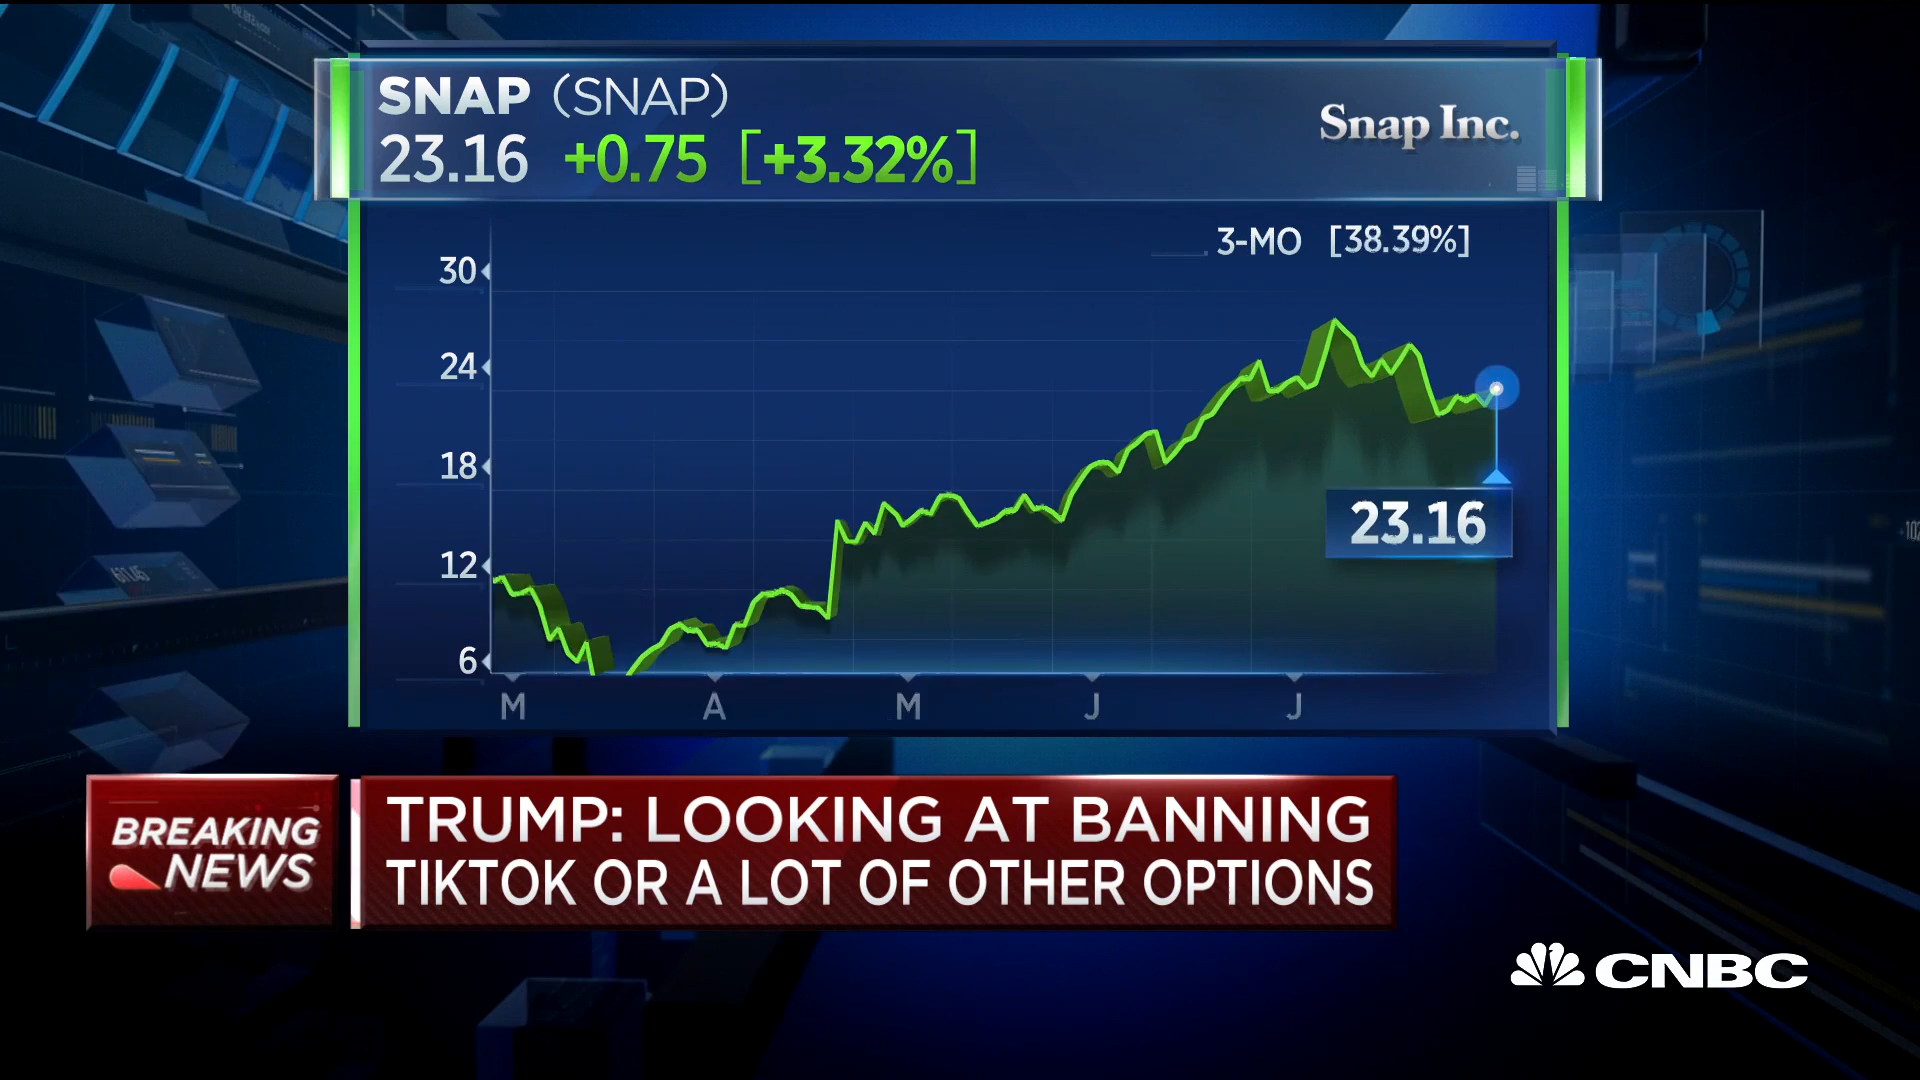 SNAP (SNAP)
23.16 +0.75 [+3.32%]
Snap Inc.
3-MO [38.39%]
30
24
18
12
6
M A M J J
23.16
BREAKING
NEWS
TRUMP: LOOKING AT BANNING
TIKTOK OR A LOT OF OTHER OPTIONS
CNBC